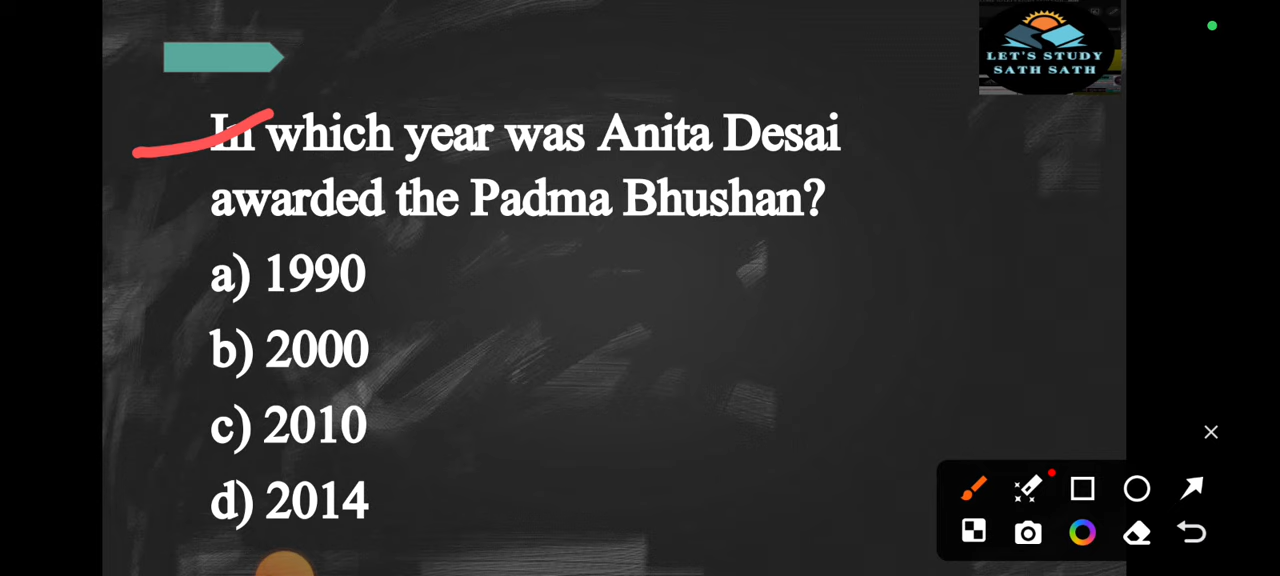 LET'S STUDY
SATH SATH
In which year was Anita Desai
awarded the Padma Bhushan?
a) 1990
b) 2000
c) 2010
d) 2014